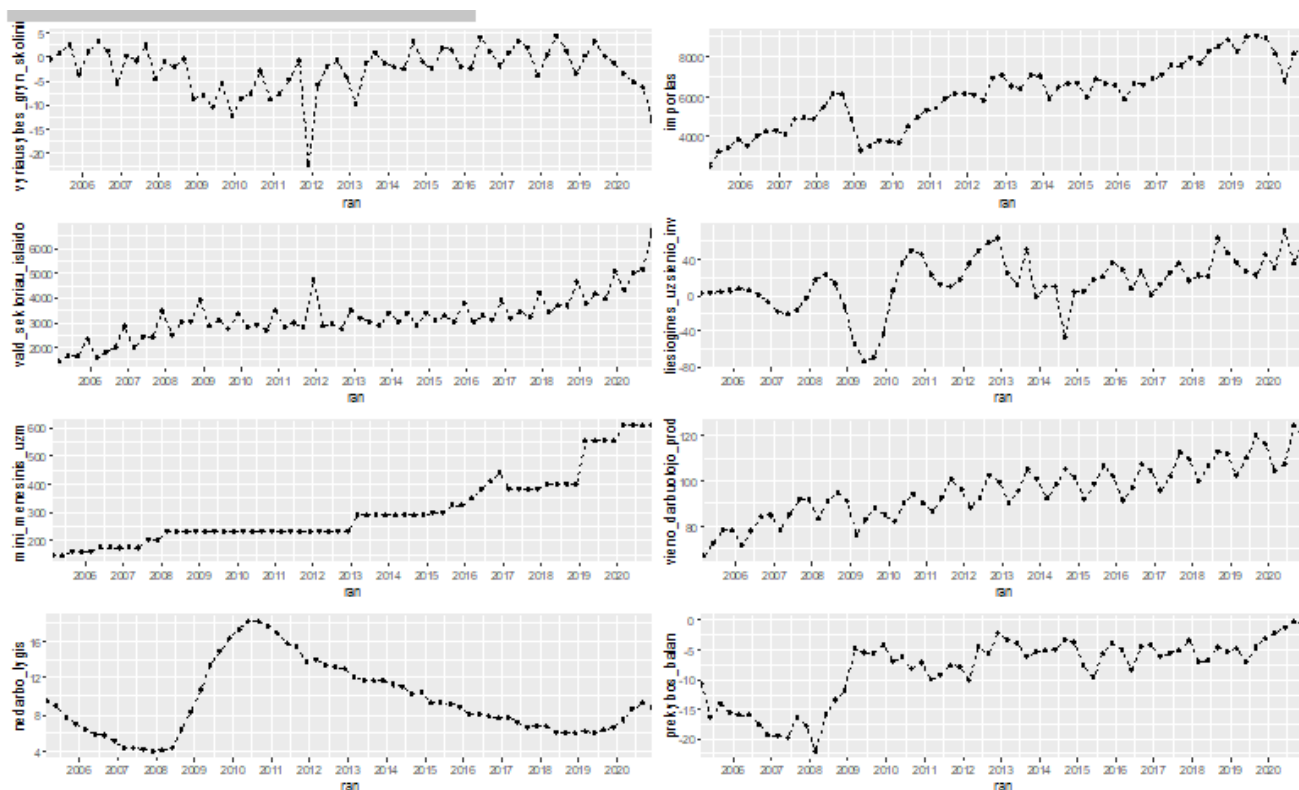 vyriausybes_gryn_skolini
5
0
-5
-10
-15
-20
2006 2007 2008 2009 2010 2011 2012 2013 2014 2015 2016 2017 2018 2019 2020
ran
importas
8000
6000
4000
2006 2007 2008 2009 2010 2011 2012 2013 2014 2015 2016 2017 2018 2019 2020
ran
vald_sektoriau_islaido
6000
5000
4000
3000
2000
2006 2007 2008 2009 2010 2011 2012 2013 2014 2015 2016 2017 2018 2019 2020
ran
tiesiogines_uzsienio_inv
40
0
-40
-80
2006 2007 2008 2009 2010 2011 2012 2013 2014 2015 2016 2017 2018 2019 2020
ran
mini_menesinis_uzm
600
500
400
300
200
2006 2007 2008 2009 2010 2011 2012 2013 2014 2015 2016 2017 2018 2019 2020
ran
vieno_darbuotojo_prod
120
100
80
2006 2007 2008 2009 2010 2011 2012 2013 2014 2015 2016 2017 2018 2019 2020
ran
nedarbo_lygis
16
12
8
4
2006 2007 2008 2009 2010 2011 2012 2013 2014 2015 2016 2017 2018 2019 2020
ran
prekybos_balan
0
-5
-10
-15
-20
2006 2007 2008 2009 2010 2011 2012 2013 2014 2015 2016 2017 2018 2019 2020
ran